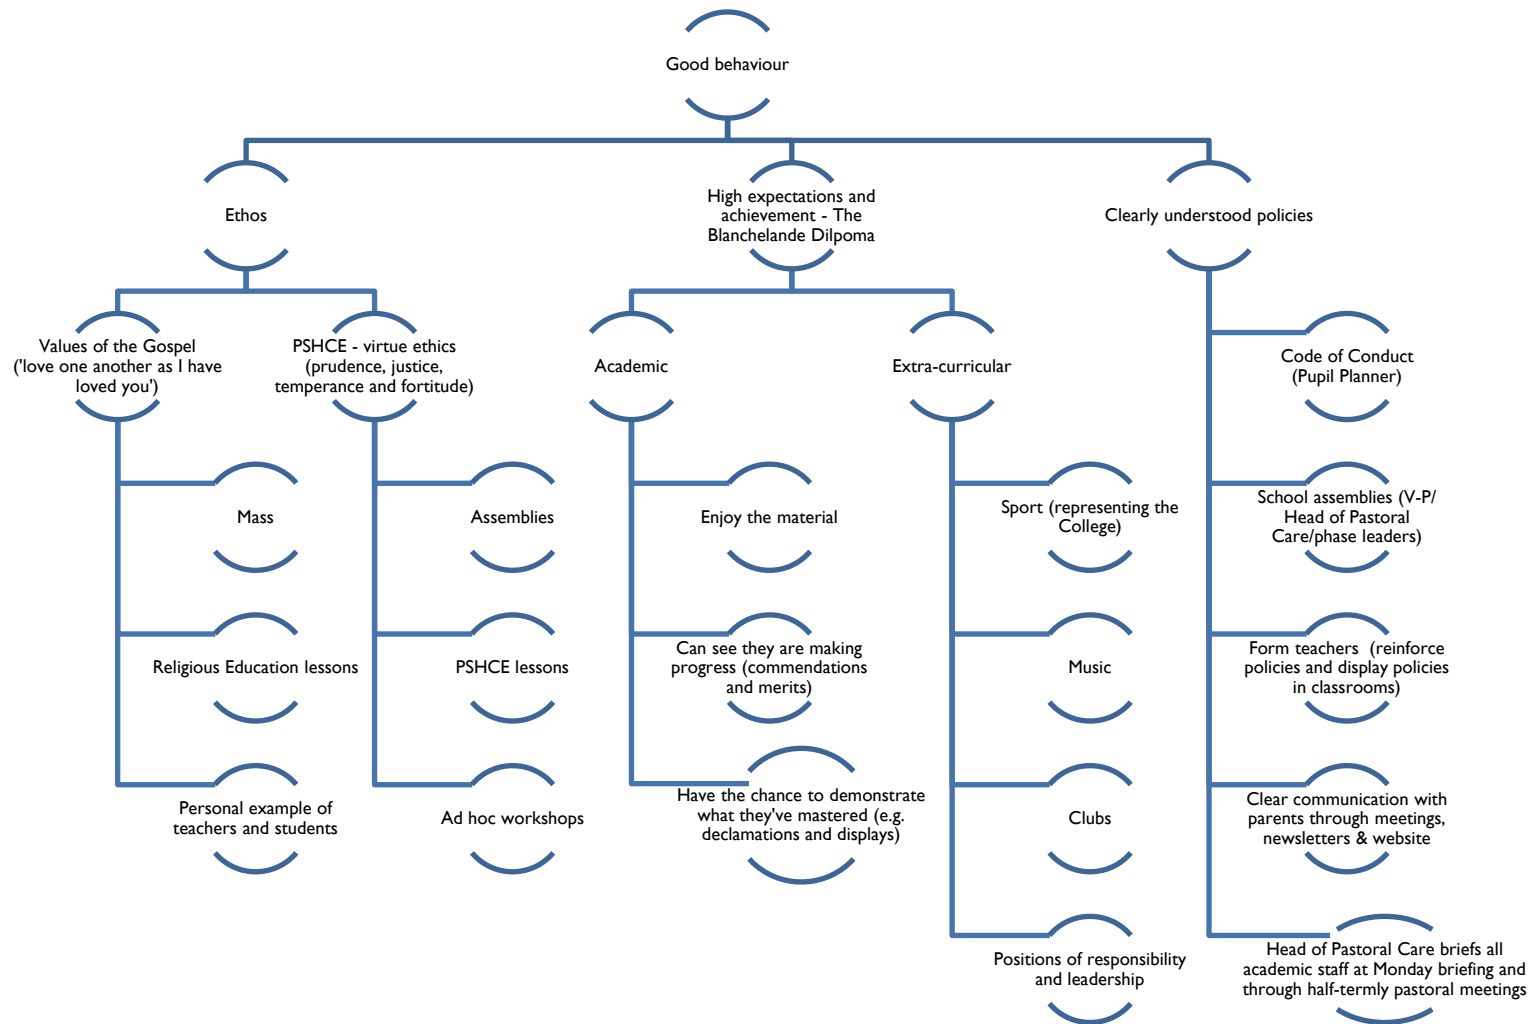 Good behaviour
Ethos
High expectations and
achievement - The
Blanchelande Dilpoma
Clearly understood policies
Values of the Gospel
('love one another as I have
loved you')
PSHCE - virtue ethics
(prudence, justice,
temperance and fortitude)
Academic
Extra-curricular
Code of Conduct
(Pupil Planner)
Mass
Assemblies
Enjoy the material
Sport (representing the
College)
School assemblies (V-P/
Head of Pastoral
Care/phase leaders)
Religious Education lessons
PSHCE lessons
Can see they are making
progress (commendations
and merits)
Music
Form teachers  (reinforce
policies and display policies
in classrooms)
Personal example of
teachers and students
Ad hoc workshops
Have the chance to demonstrate
what they've mastered (e.g.
declamations and displays)
Clubs
Clear communication with
parents through meetings,
newsletters & website
Positions of responsibility
and leadership
Head of Pastoral Care briefs all
academic staff at Monday briefing and
through half-termly pastoral meetings